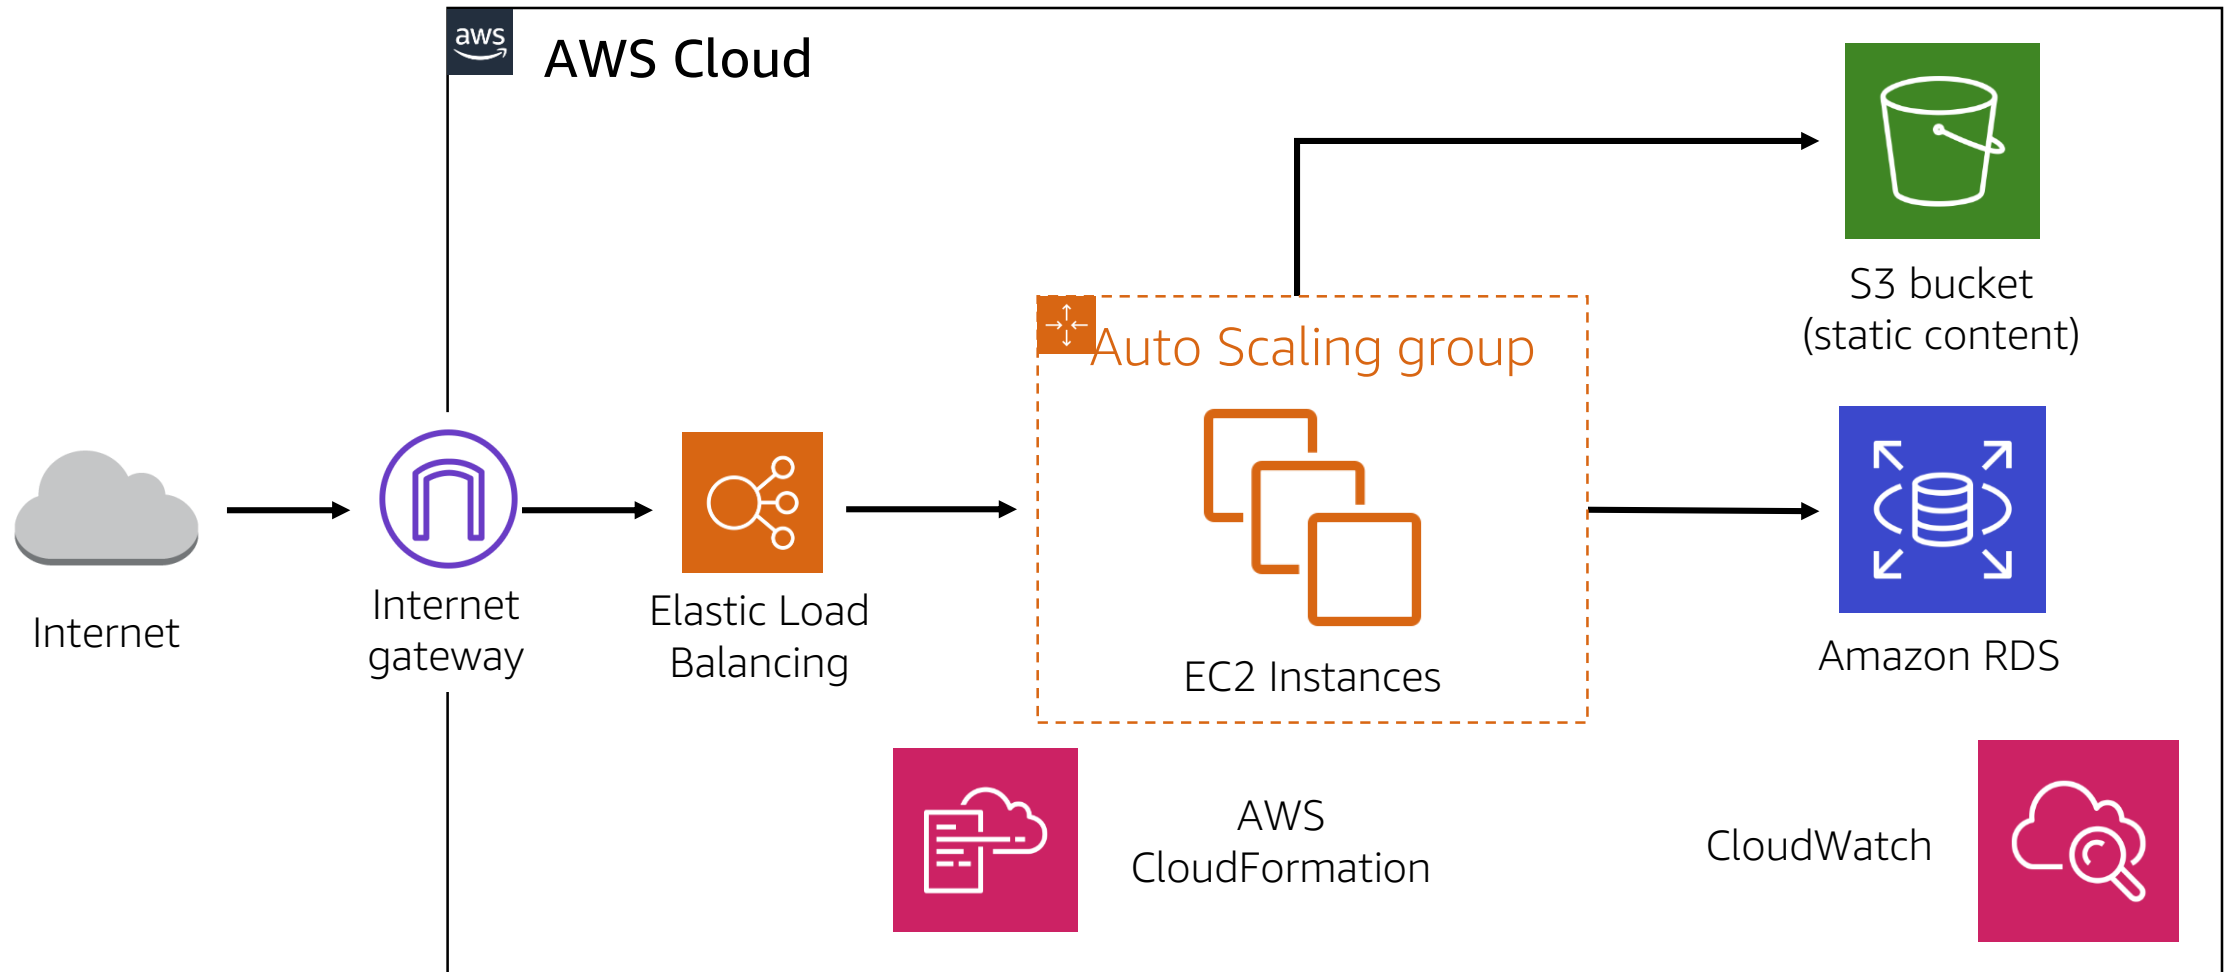 aws
AWS Cloud
S3 bucket
(static content)
Auto Scaling group
Internet
Internet
gateway
Elastic Load
Balancing
EC2 Instances
Amazon RDS
AWS
CloudFormation
CloudWatch